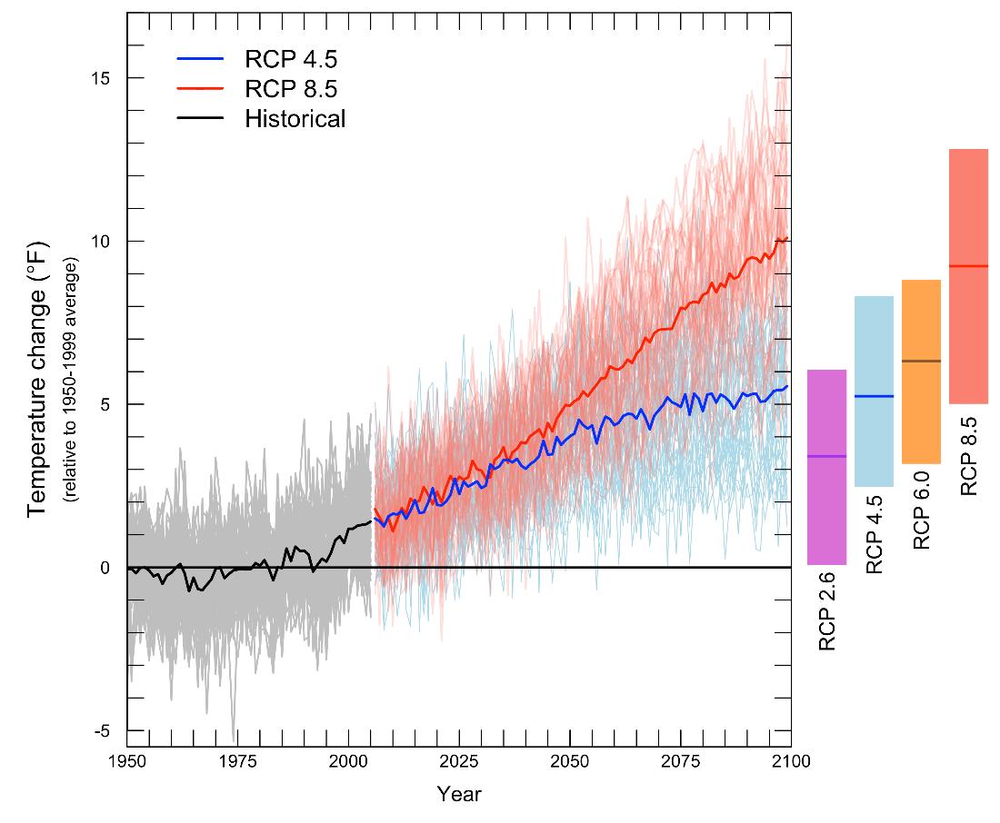 RCP 4.5
RCP 8.5
Historical
Temperature change (°F)
(relative to 1950-1999 average)
15
10
5
0
-5
1950
1975
2000
2025
2050
2075
2100
Year
RCP 2.6
RCP 4.5
RCP 6.0
RCP 8.5